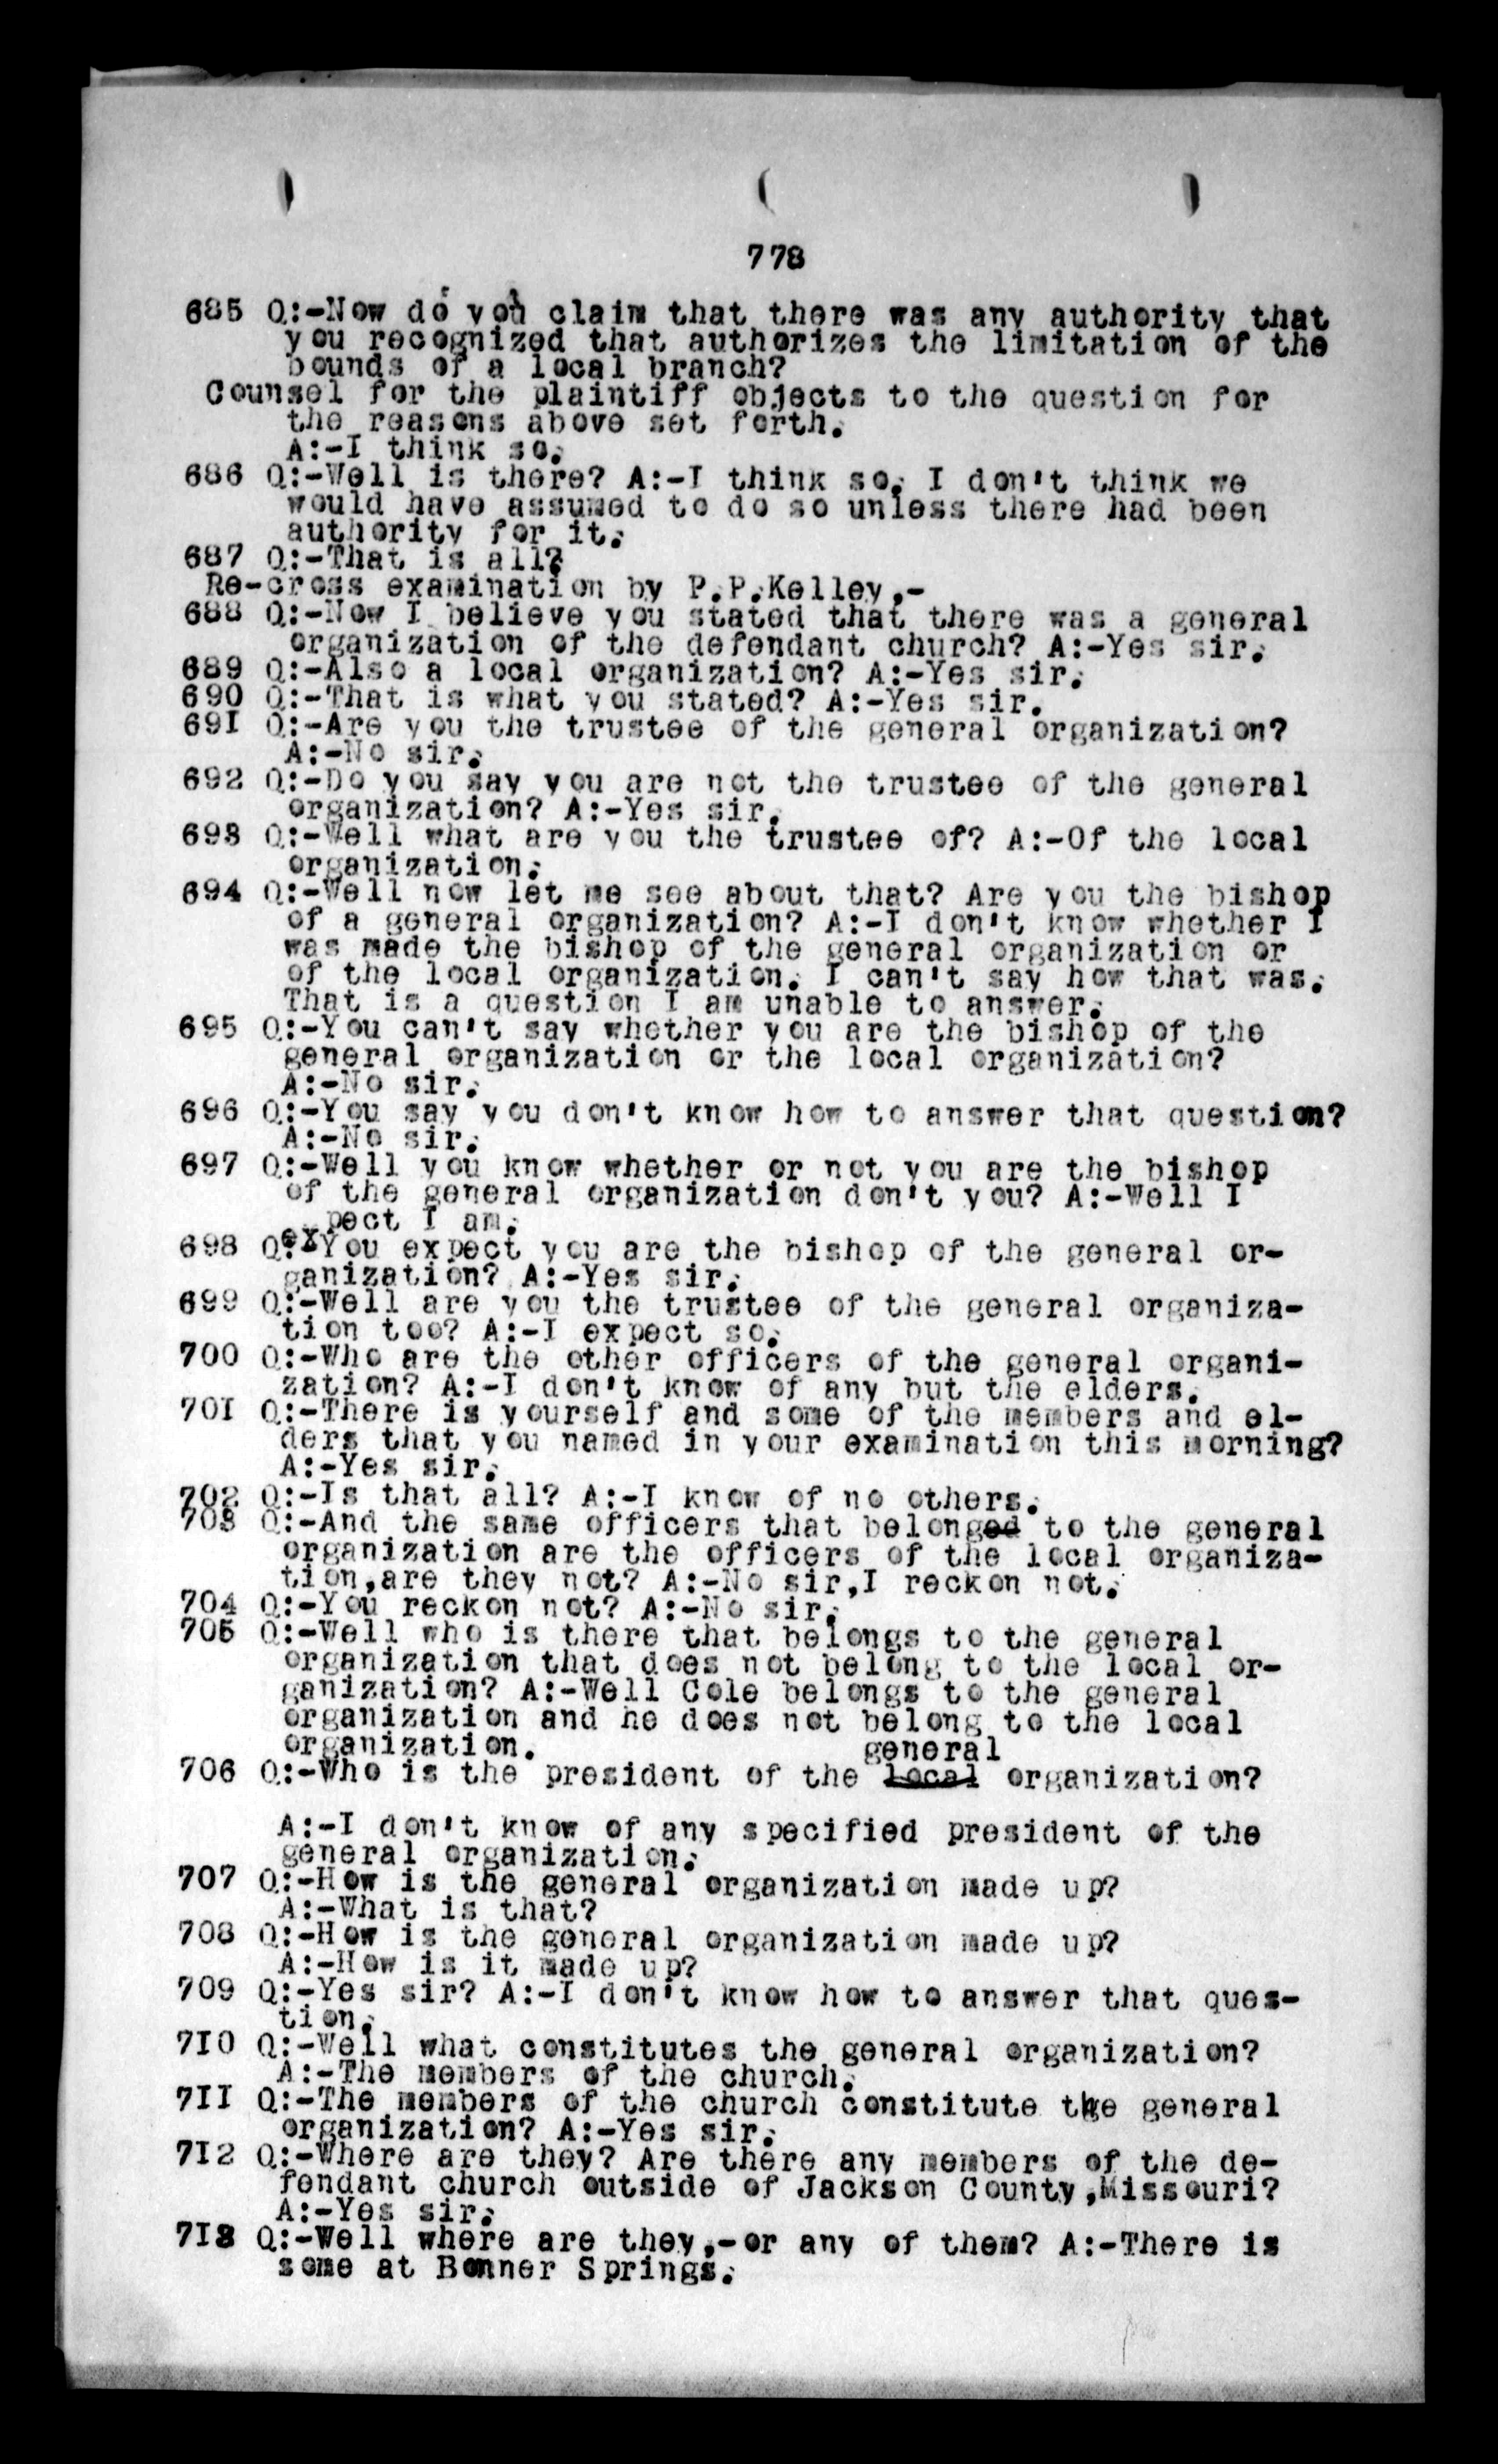 778
685 Q:-Now do you claim that there was any authority that
you recognized that authorizes the limitation of the
bounds of a local branch?
Counsel for the plaintiff objects to the question for
the reasons above set forth.
A:-I think so.
686 Q:-Well is there? A:-I think so. I don't think we
would have assumed to do so unless there had been
authority for it.
687 Q:-That is all?
Re-cross examination by P.P.Kelley,-
688 Q:-Now I believe you stated that there was a general
organization of the defendant church? A:-Yes sir.
689 Q:-Also a local organization? A:-Yes sir.
690 Q:-That is what you stated? A:-Yes sir.
691 Q:-Are you the trustee of the general organization?
A:-No sir.
692 Q:-Do you say you are not the trustee of the general
organization? A:-Yes sir.
693 Q:-Well what are you the trustee of? A:-Of the local
organization.
694 Q:-Well now let me see about that? Are you the bishop
of a general organization? A:-I don't know whether I
was made the bishop of the general organization or
of the local organization. I can't say how that was.
That is a question I am unable to answer.
695 Q:-You can't say whether you are the bishop of the
general organization or the local organization?
A:-No sir.
696 Q:-You say you don't know how to answer that question?
A:-No sir.
697 Q:-Well you know whether or not you are the bishop
of the general organization don't you? A:-Well I
expect I am.
698 Q:-You expect you are the bishop of the general or-
ganization? A:-Yes sir.
699 Q:-Well are you the trustee of the general organiza-
tion too? A:-I expect so.
700 Q:-Who are the other officers of the general organi-
zation? A:-I don't know of any but the elders.
701 Q:-There is yourself and some of the members and el-
ders that you named in your examination this morning?
A:-Yes sir.
702 Q:-Is that all? A:-I know of no others.
703 Q:-And the same officers that belonged to the general
organization are the officers of the local organiza-
tion,are they not? A:-No sir,I reckon not.
704 Q:-You reckon not? A:-No sir.
705 Q:-Well who is there that belongs to the general
organization that does not belong to the local or-
ganization? A:-Well Cole belongs to the general
organization and he does not belong to the local
organization.
general
706 Q:-Who is the president of the local organization?
A:-I don't know of any specified president of the
general organization.
707 Q:-How is the general organization made up?
A:-What is that?
708 Q:-How is the general organization made up?
A:-How is it made up?
709 Q:-Yes sir? A:-I don't know how to answer that ques-
tion.
710 Q:-Well what constitutes the general organization?
A:-The members of the church.
711 Q:-The members of the church constitute the general
organization? A:-Yes sir.
712 Q:-Where are they? Are there any members of the de-
fendant church outside of Jackson County,Missouri?
A:-Yes sir.
713 Q:-Well where are they,-or any of them? A:-There is
some at Bonner Springs.